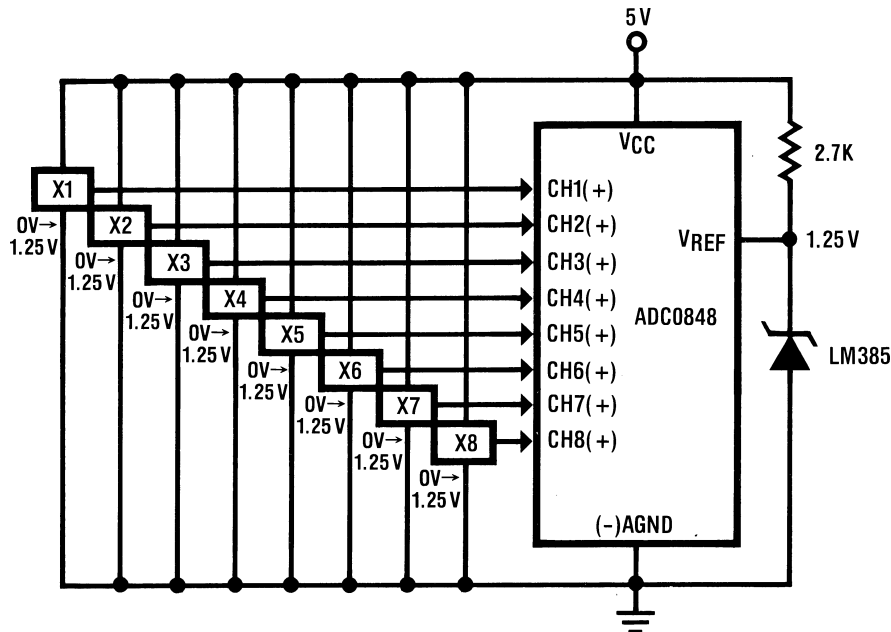 5V
VCC
2.7K
X1
CH1(+)
0V→
1.25V
X2
CH2(+)
VREF
1.25V
0V→
1.25V
X3
CH3(+)
0V→
1.25V
X4
CH4(+)
ADC0848
0V→
1.25V
X5
CH5(+)
LM385
0V→
1.25V
X6
CH6(+)
0V→
1.25V
X7
CH7(+)
0V→
1.25V
X8
CH8(+)
0V→
1.25V
(-)AGND